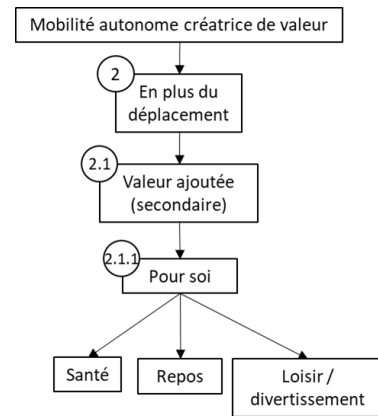 Mobilité autonome créatrice de valeur
2
En plus du
déplacement
2.1
Valeur ajoutée
(secondaire)
2.1.1
Pour soi
Santé
Repos
Loisir /
divertissement